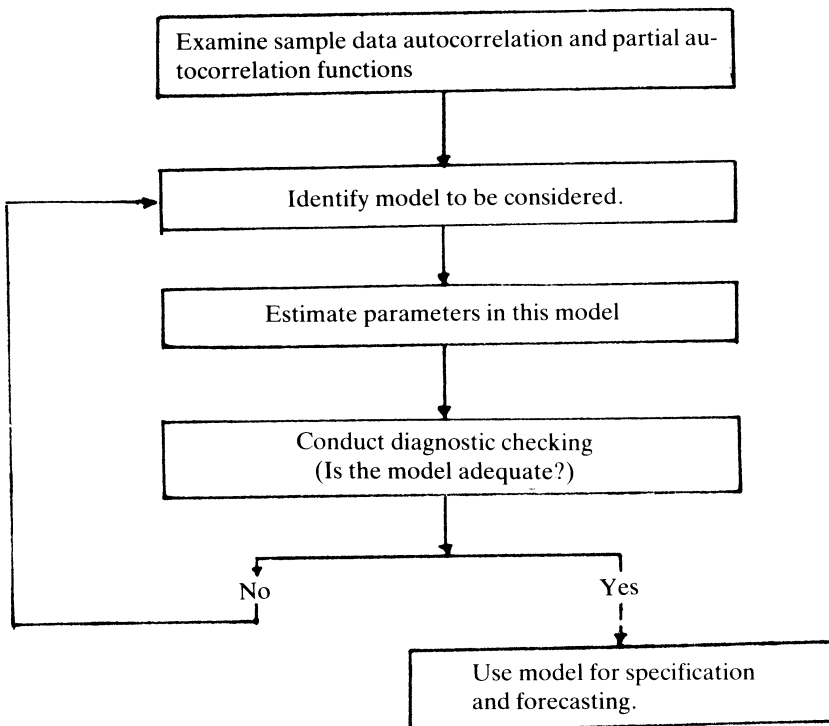 Examine sample data autocorrelation and partial au-
tocorrelation functions
Identify model to be considered.
Estimate parameters in this model
Conduct diagnostic checking
(Is the model adequate?)
No
Yes
Use model for specification
and forecasting.